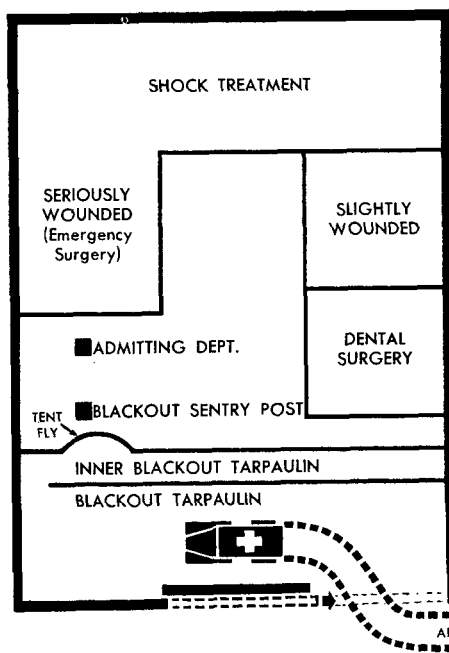 SHOCK TREATMENT
SERIOUSLY
WOUNDED
(Emergency
Surgery)
SLIGHTLY
WOUNDED
DENTAL
SURGERY
ADMITTING DEPT.
BLACKOUT SENTRY POST
TENT
FLY
INNER BLACKOUT TARPAULIN
BLACKOUT TARPAULIN